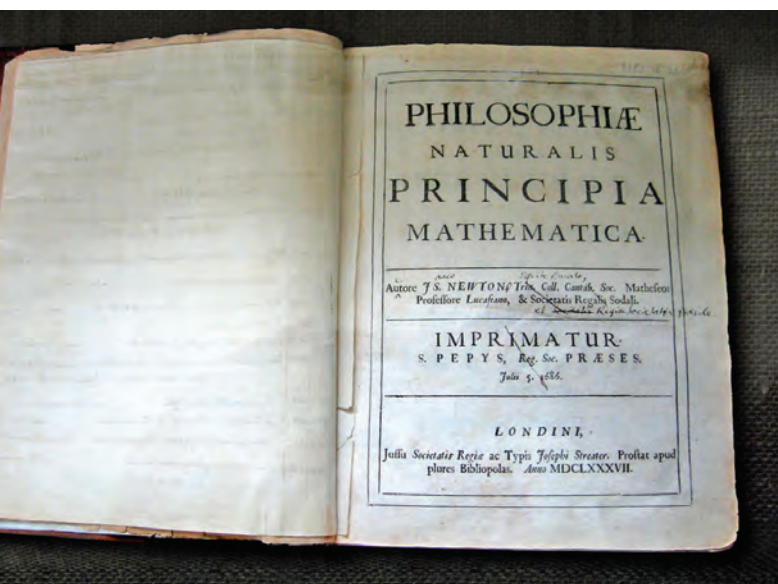 PHILOSOPHIÆ
NATURALIS
PRINCIPIA
MATHEMATICA.
Autore JS. NEWTON, Trin. Coll. Cantab. Soc. Matheseos
Professore Lucasiano, & Societatis Regalis Sodali.
IMPRIMATUR.
S. PEPYS, Reg. Soc. PRÆSES.
Julii 5. 1686.
LONDINI,
Jussu Societatis Regiæ ac Typis Josephi Streater. Prostat apud
plures Bibliopolas. Anno MDCLXXXVII.